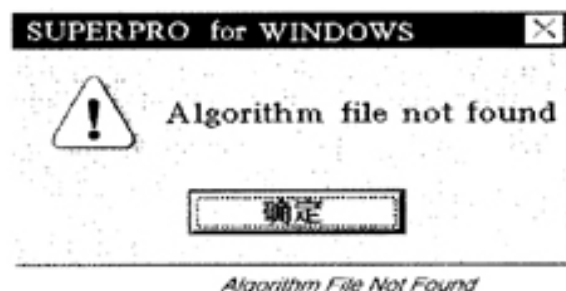 SUPERPRO for WINDOWS
Algorithm file not found
确定
Algorithm File Not Found